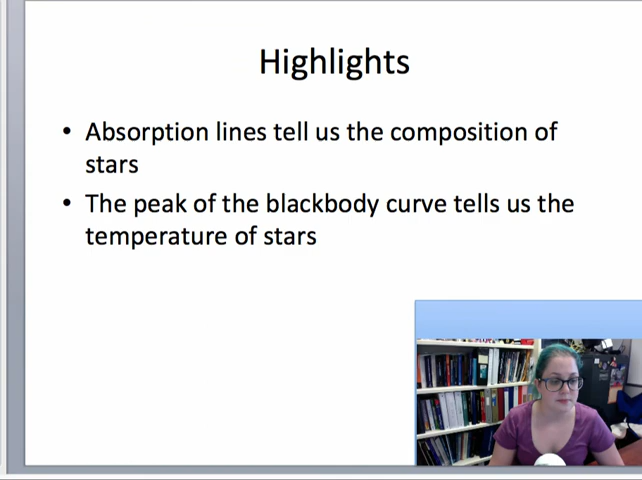 Highlights
• Absorption lines tell us the composition of
stars
• The peak of the blackbody curve tells us the
temperature of stars